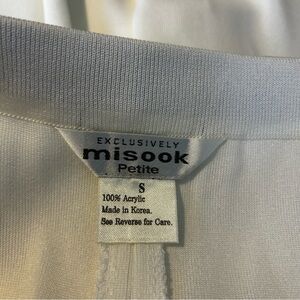 EXCLUSIVELY
misook
Petite
S
100% Acrylic
Made in Korea.
See Reverse for Care.